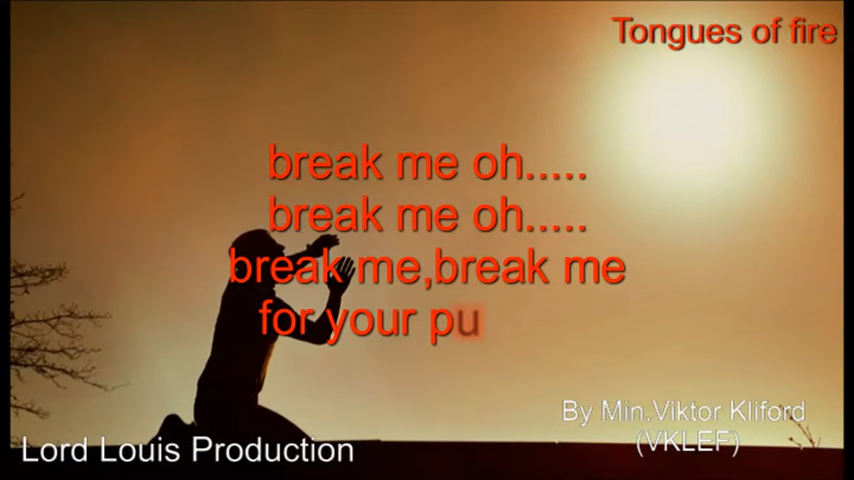 Tongues of fire
break me oh.....
break me oh.....
break me,break me
for your pu
By Min.Viktor Kliford
(VKLEF)
Lord Louis Production